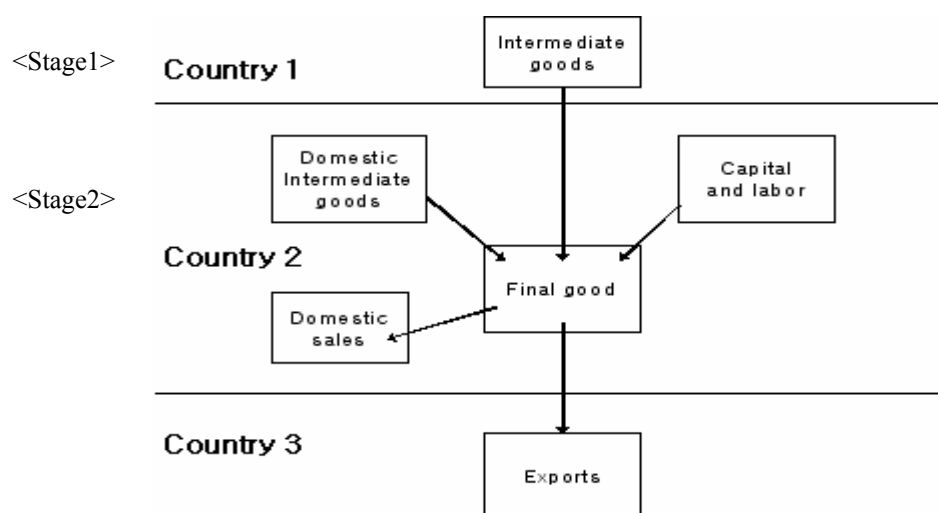 <Stage1>
Country 1
Intermediate
goods
<Stage2>
Domestic
Intermediate
goods
Capital
and labor
Country 2
Final good
Domestic
sales
Country 3
Exports